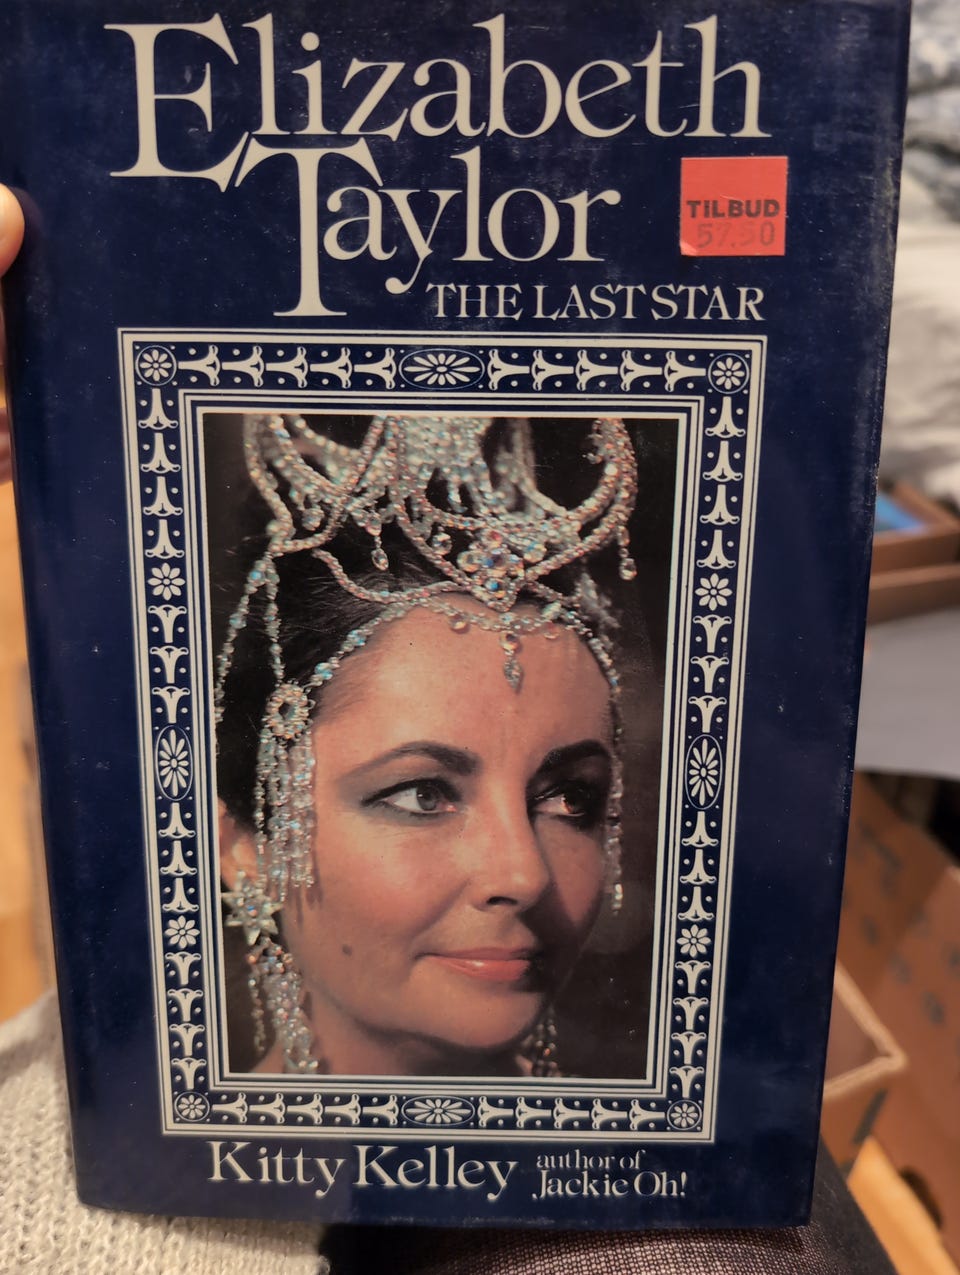 Elizabeth
Taylor
TILBUD
57.50
THE LAST STAR
Kitty Kelley
author of
Jackie Oh!